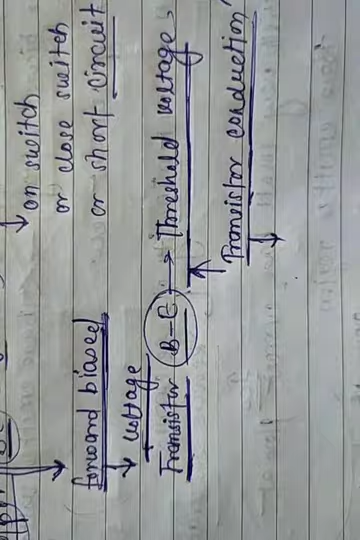 on switch
or close switch
or short circuit
forward biased
voltage
Transistor B-E → Threshold voltage >
Transistor conduction